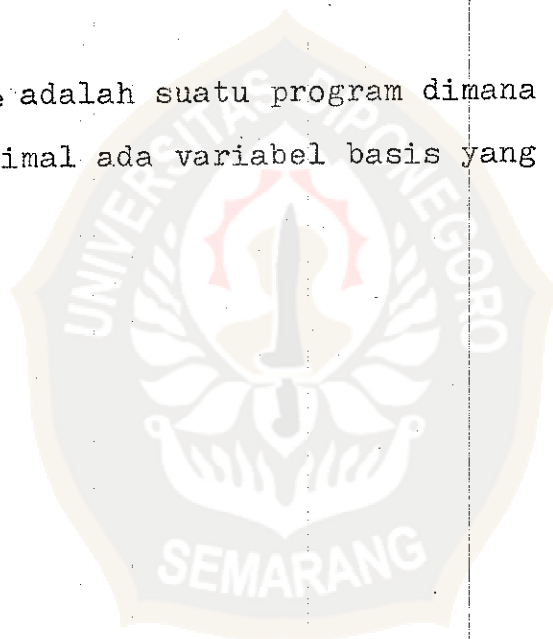 e adalah suatu program dimana
imal ada variabel basis yang
UNIVERSITAS DIPONEGORO
SEMARANG